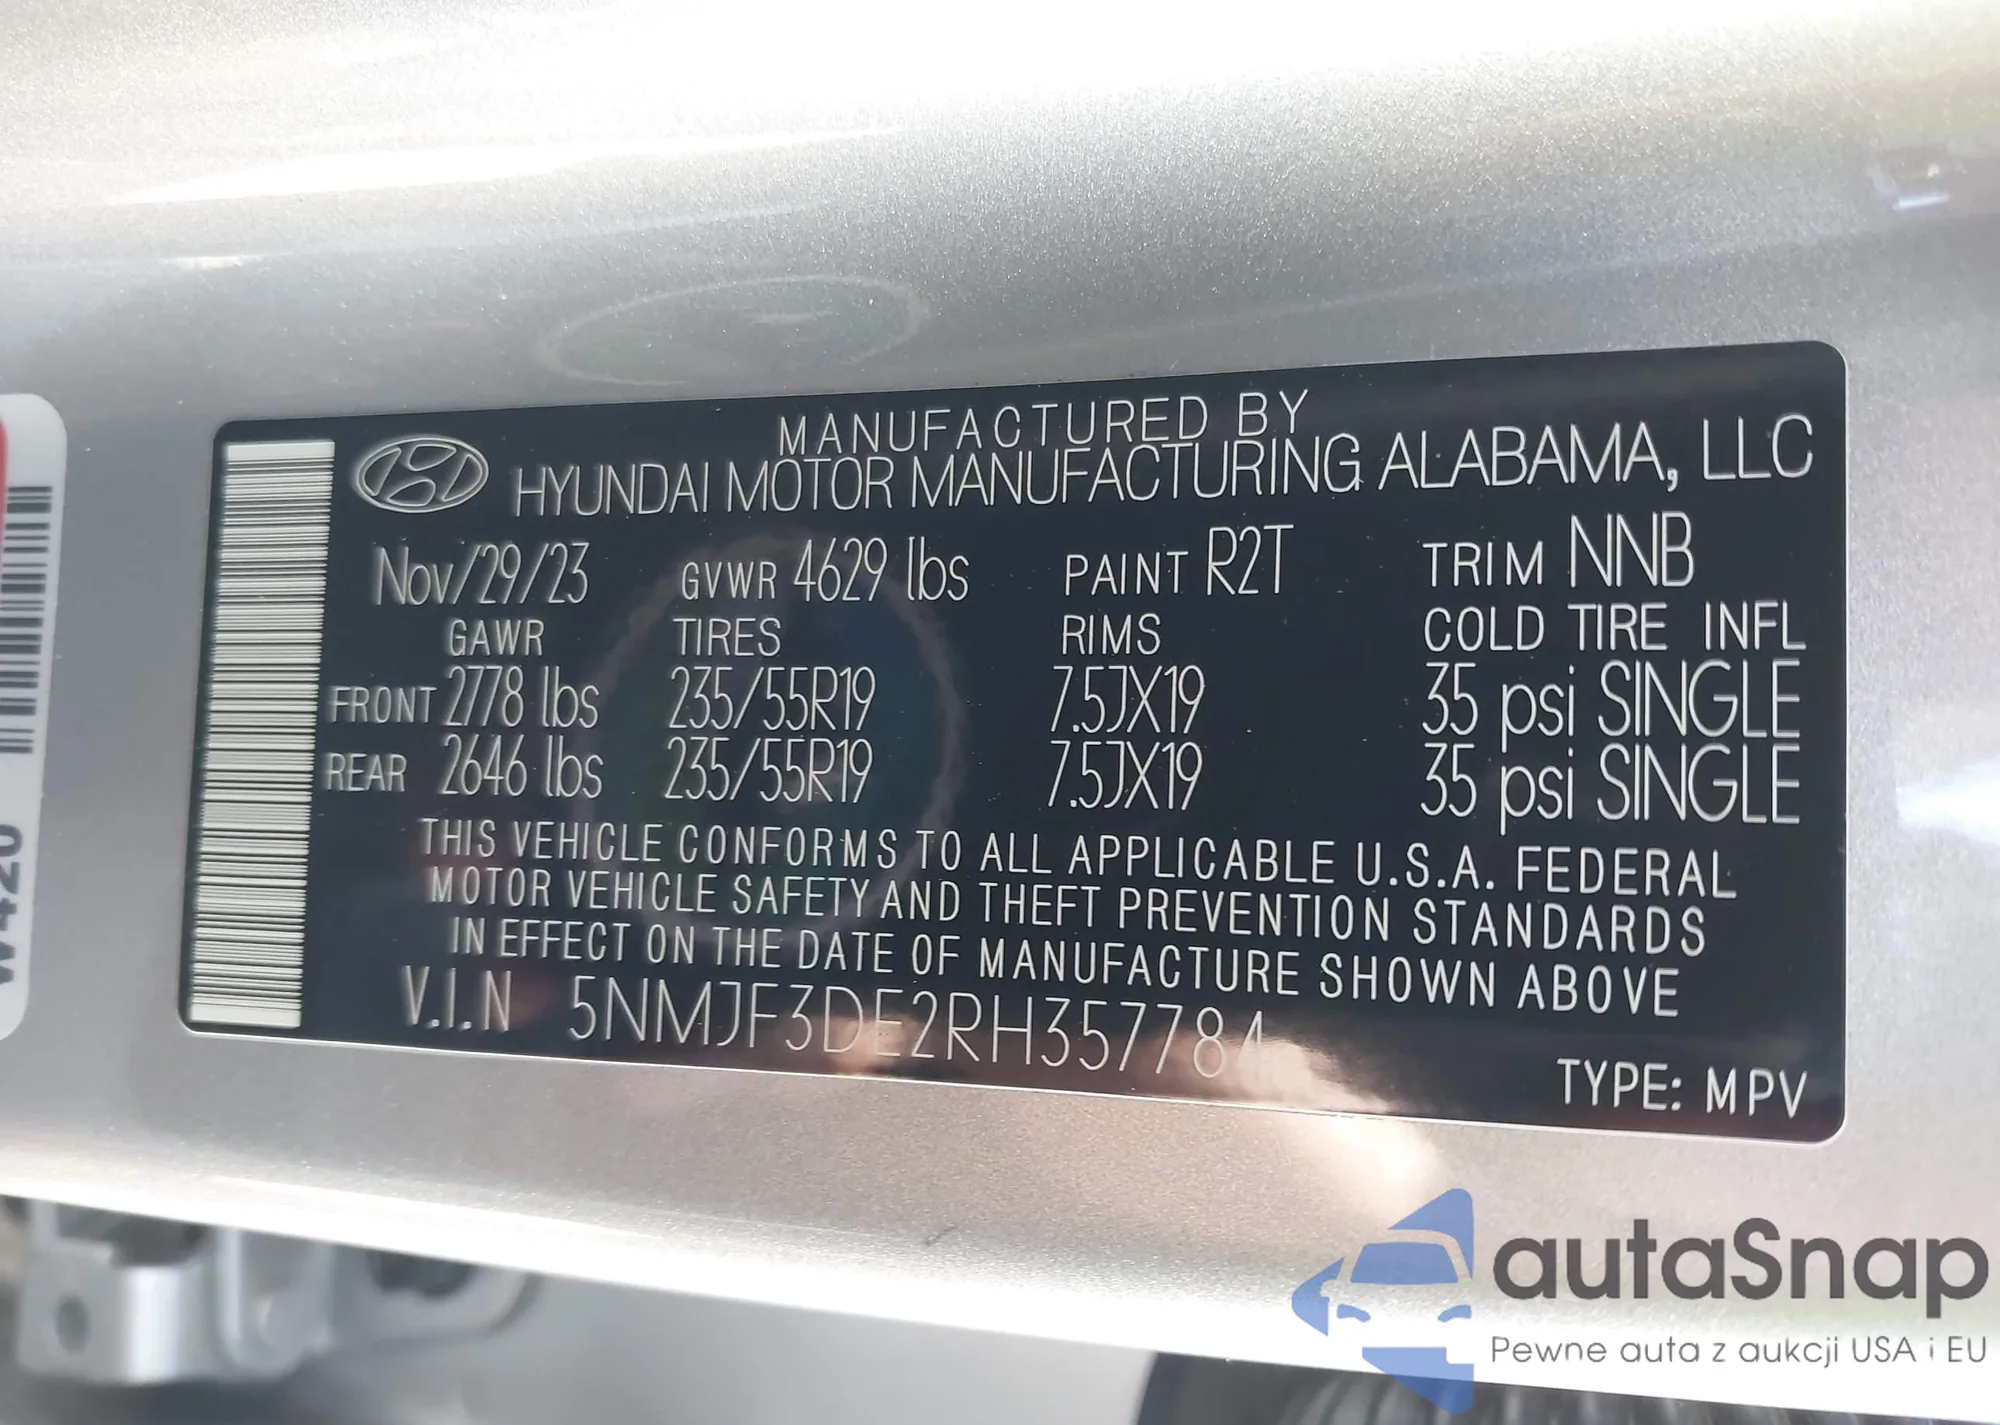 MANUFACTURED BY
HYUNDAI MOTOR MANUFACTURING ALABAMA, LLC
Nov/29/23 GVWR 4629 lbs PAINT R2T TRIM NNB
GAWR TIRES RIMS COLD TIRE INFL
FRONT 2778 lbs 235/55R19 7.5JX19 35 psi SINGLE
REAR 2646 lbs 235/55R19 7.5JX19 35 psi SINGLE
THIS VEHICLE CONFORMS TO ALL APPLICABLE U.S.A. FEDERAL
MOTOR VEHICLE SAFETY AND THEFT PREVENTION STANDARDS
IN EFFECT ON THE DATE OF MANUFACTURE SHOWN ABOVE
V.I.N 5NMJF3DE2RH357784
TYPE: MPV
W420
autaSnap
Pewne auta z aukcji USA i EU